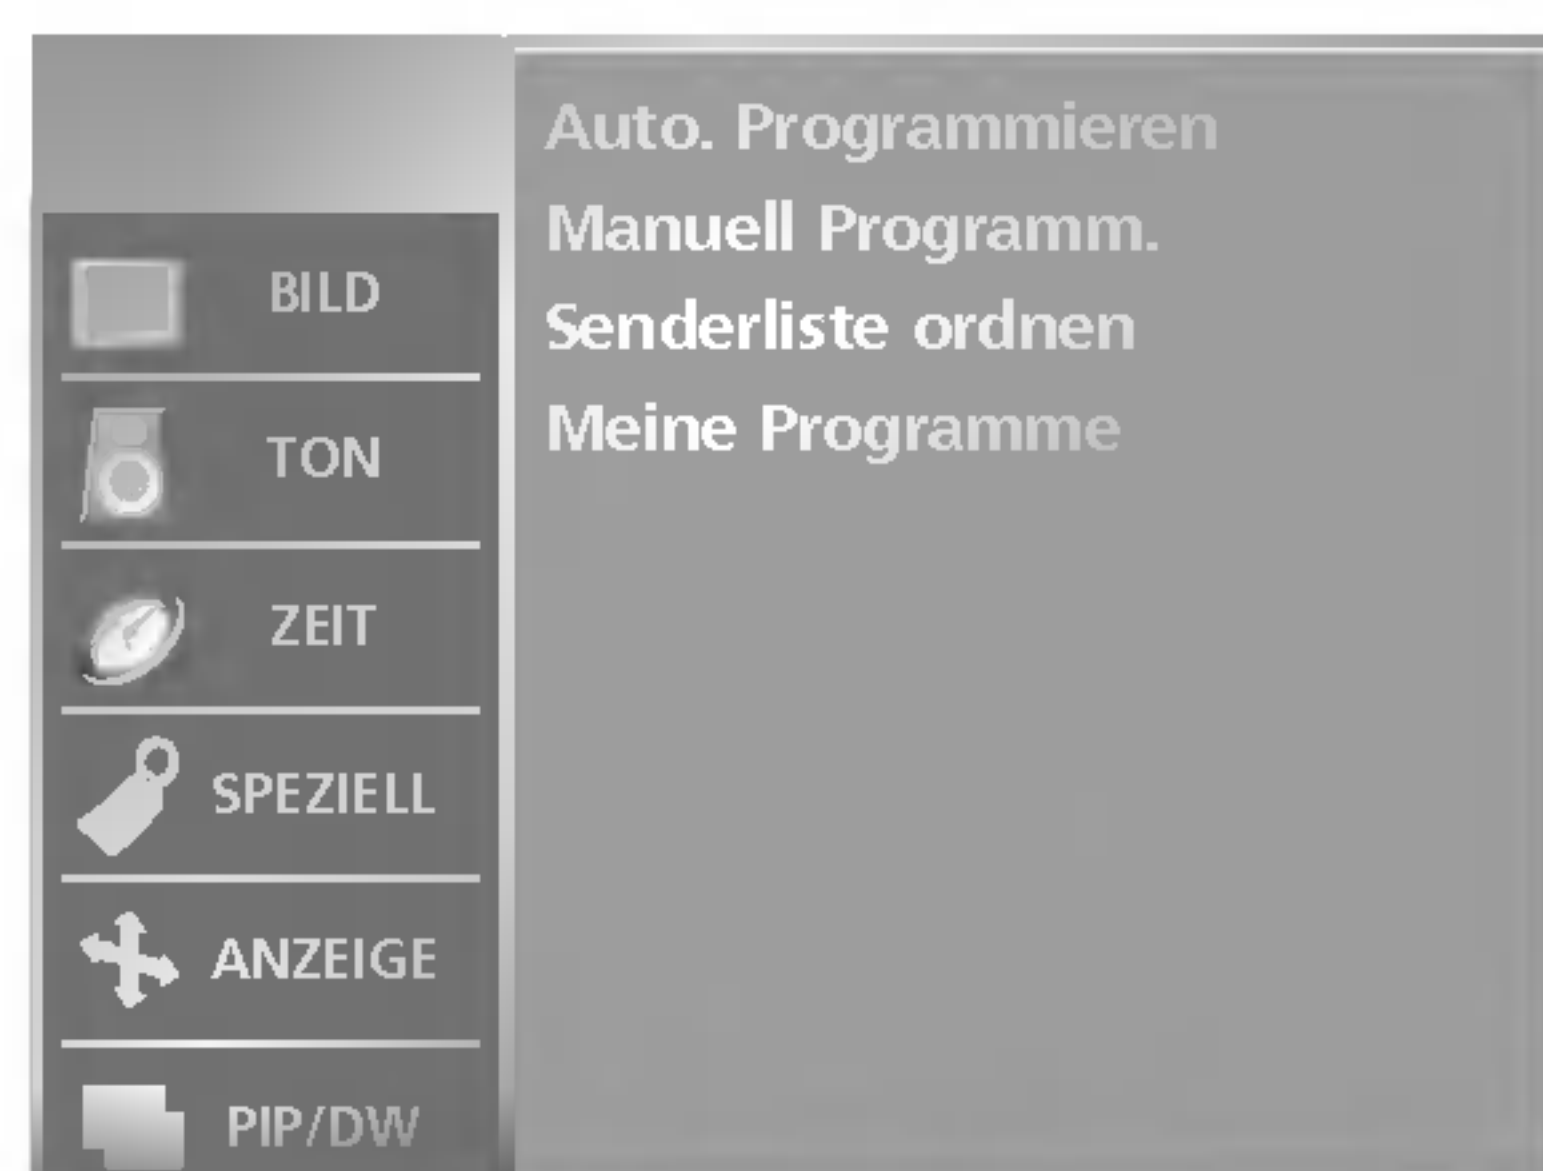 BILD
TON
ZEIT
SPEZIELL
ANZEIGE
PIP/DW
Auto. Programmieren
Manuell Programm.
Senderliste ordnen
Meine Programme